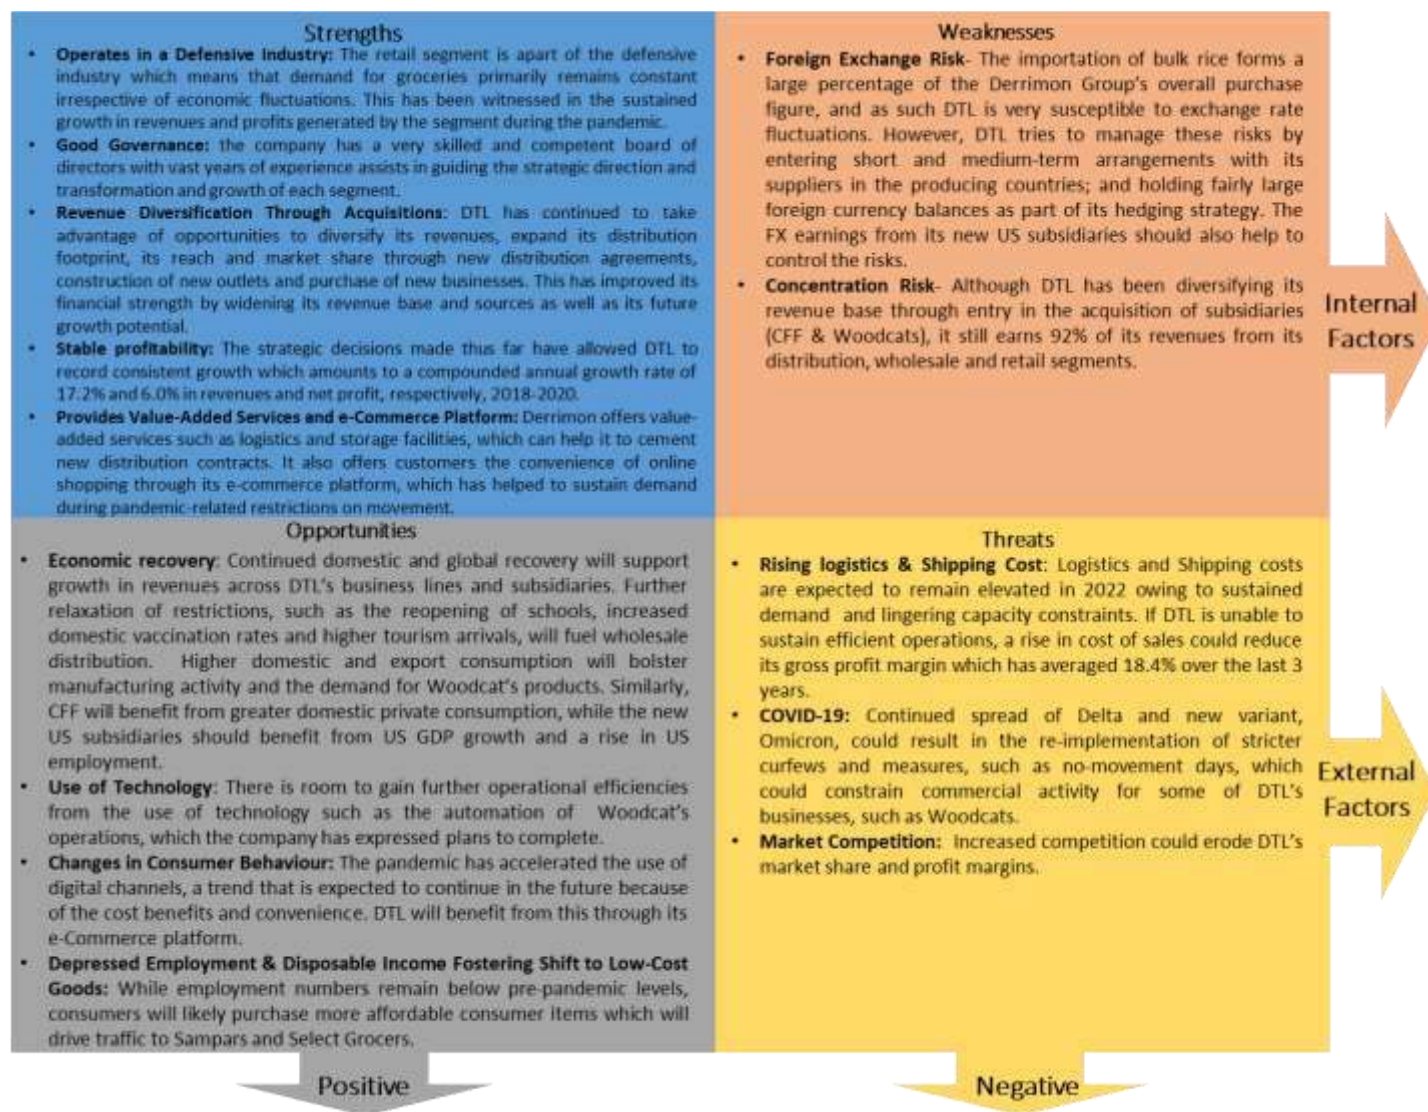 Strengths
• Operates in a Defensive Industry: The retail segment is apart of the defensive
industry which means that demand for groceries primarily remains constant
irrespective of economic fluctuations. This has been witnessed in the sustained
growth in revenues and profits generated by the segment during the pandemic.
• Good Governance: the company has a very skilled and competent board of
directors with vast years of experience assists in guiding the strategic direction and
transformation and growth of each segment.
• Revenue Diversification Through Acquisitions: DTL has continued to take
advantage of opportunities to diversify its revenues, expand its distribution
footprint, its reach and market share through new distribution agreements,
construction of new outlets and purchase of new businesses. This has improved its
financial strength by widening its revenue base and sources as well as its future
growth potential.
• Stable profitability: The strategic decisions made thus far have allowed DTL to
record consistent growth which amounts to a compounded annual growth rate of
17.2% and 6.0% in revenues and net profit, respectively, 2018-2020.
• Provides Value-Added Services and e-Commerce Platform: Derrimon offers value-
added services such as logistics and storage facilities, which can help it to cement
new distribution contracts. It also offers customers the convenience of online
shopping through its e-commerce platform, which has helped to sustain demand
during pandemic-related restrictions on movement.
Weaknesses
• Foreign Exchange Risk- The importation of bulk rice forms a
large percentage of the Derrimon Group's overall purchase
figure, and as such DTL is very susceptible to exchange rate
fluctuations. However, DTL tries to manage these risks by
entering short and medium-term arrangements with its
suppliers in the producing countries; and holding fairly large
foreign currency balances as part of its hedging strategy. The
FX earnings from its new US subsidiaries should also help to
control the risks.
• Concentration Risk- Although DTL has been diversifying its
revenue base through entry in the acquisition of subsidiaries
(CFF & Woodcats), it still earns 92% of its revenues from its
distribution, wholesale and retail segments.
Internal
Factors
Opportunities
• Economic recovery: Continued domestic and global recovery will support
growth in revenues across DTL's business lines and subsidiaries. Further
relaxation of restrictions, such as the reopening of schools, increased
domestic vaccination rates and higher tourism arrivals, will fuel wholesale
distribution. Higher domestic and export consumption will bolster
manufacturing activity and the demand for Woodcat's products. Similarly,
CFF will benefit from greater domestic private consumption, while the new
US subsidiaries should benefit from US GDP growth and a rise in US
employment.
• Use of Technology: There is room to gain further operational efficiencies
from the use of technology such as the automation of Woodcat's
operations, which the company has expressed plans to complete.
• Changes in Consumer Behaviour: The pandemic has accelerated the use of
digital channels, a trend that is expected to continue in the future because
of the cost benefits and convenience. DTL will benefit from this through its
e-Commerce platform.
• Depressed Employment & Disposable Income Fostering Shift to Low-Cost
Goods: While employment numbers remain below pre-pandemic levels,
consumers will likely purchase more affordable consumer items which will
drive traffic to Sampars and Select Grocers.
Threats
• Rising logistics & Shipping Cost: Logistics and Shipping costs
are expected to remain elevated in 2022 owing to sustained
demand and lingering capacity constraints. If DTL is unable to
sustain efficient operations, a rise in cost of sales could reduce
its gross profit margin which has averaged 18.4% over the last 3
years.
• COVID-19: Continued spread of Delta and new variant,
Omicron, could result in the re-implementation of stricter
curfews and measures, such as no-movement days, which
could constrain commercial activity for some of DTL's
businesses, such as Woodcats.
• Market Competition: Increased competition could erode DTL's
market share and profit margins.
External
Factors
Positive
Negative